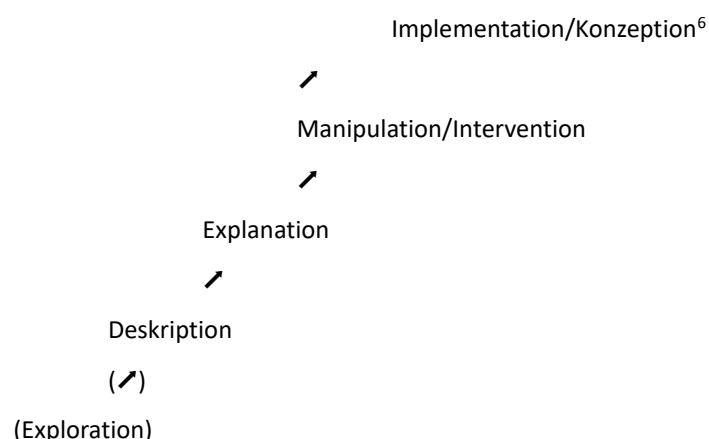 Implementation/Konzeption⁶
➚
Manipulation/Intervention
➚
Explanation
➚
Deskription
(➚)
(Exploration)